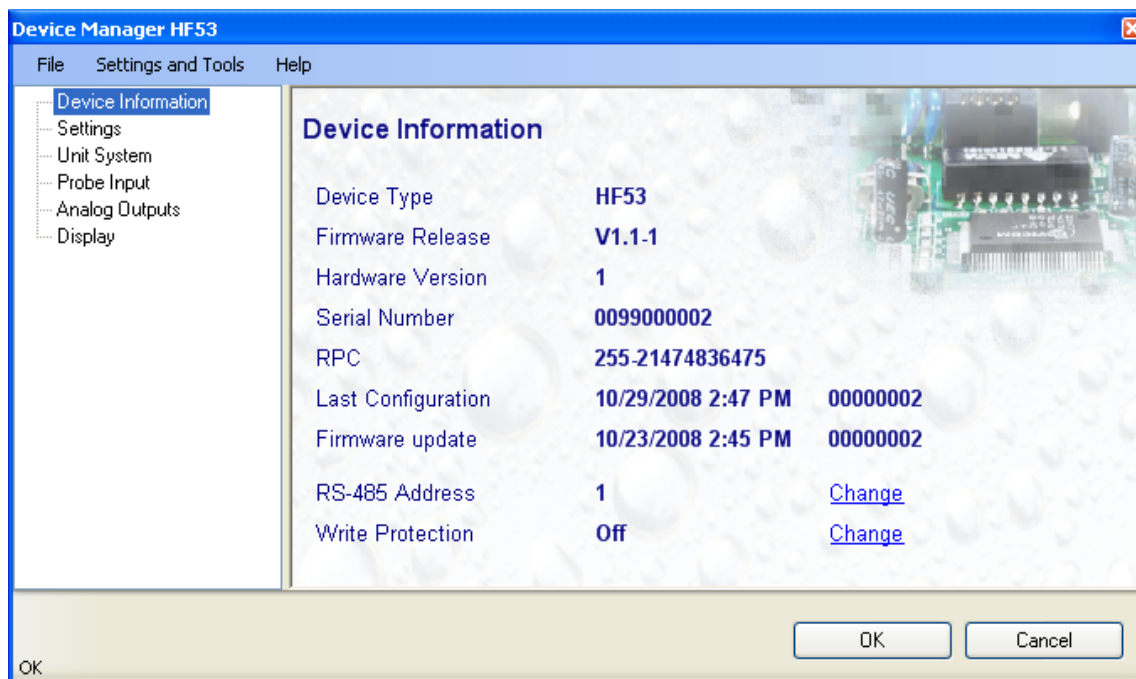 Device Manager HF53
File Settings and Tools Help
Device Information
Settings
Unit System
Probe Input
Analog Outputs
Display
Device Information
Device Type HF53
Firmware Release V1.1-1
Hardware Version 1
Serial Number 0099000002
RPC 255-21474836475
Last Configuration 10/29/2008 2:47 PM 00000002
Firmware update 10/23/2008 2:45 PM 00000002
RS-485 Address 1 Change
Write Protection Off Change
OK Cancel
OK